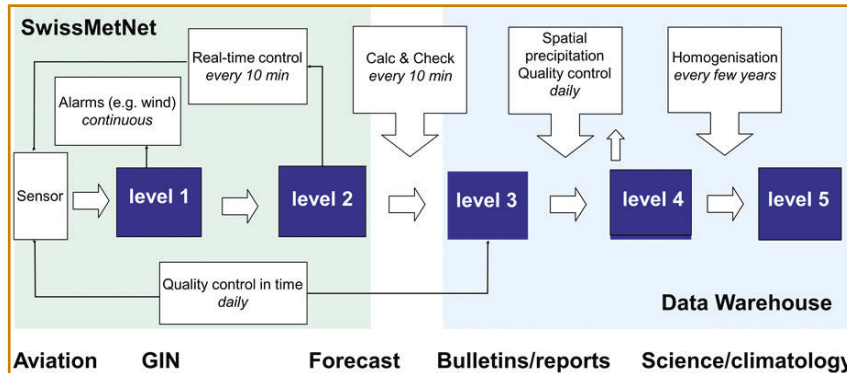 SwissMetNet
Real-time control
every 10 min
Calc & Check
every 10 min
Spatial
precipitation
Quality control
daily
Homogenisation
every few years
Alarms (e.g. wind)
continuous
Sensor
level 1
level 2
level 3
level 4
level 5
Quality control in time
daily
Data Warehouse
Aviation
GIN
Forecast
Bulletins/reports
Science/climatology